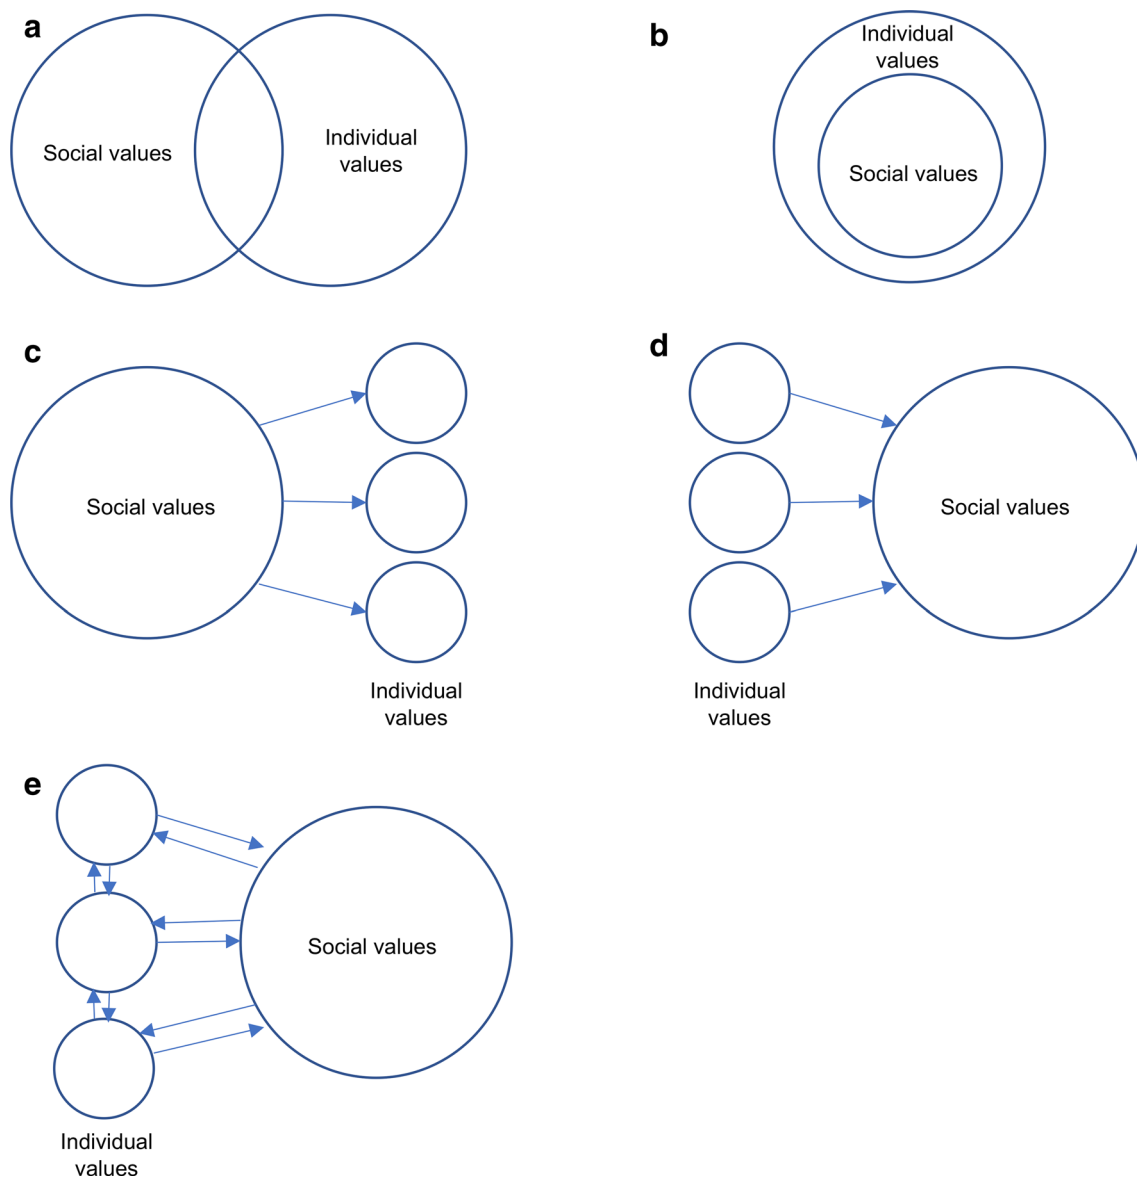 a
Social values
Individual
values
b
Individual
values
Social values
c
Social values
Individual
values
d
Social values
Individual
values
e
Social values
Individual
values